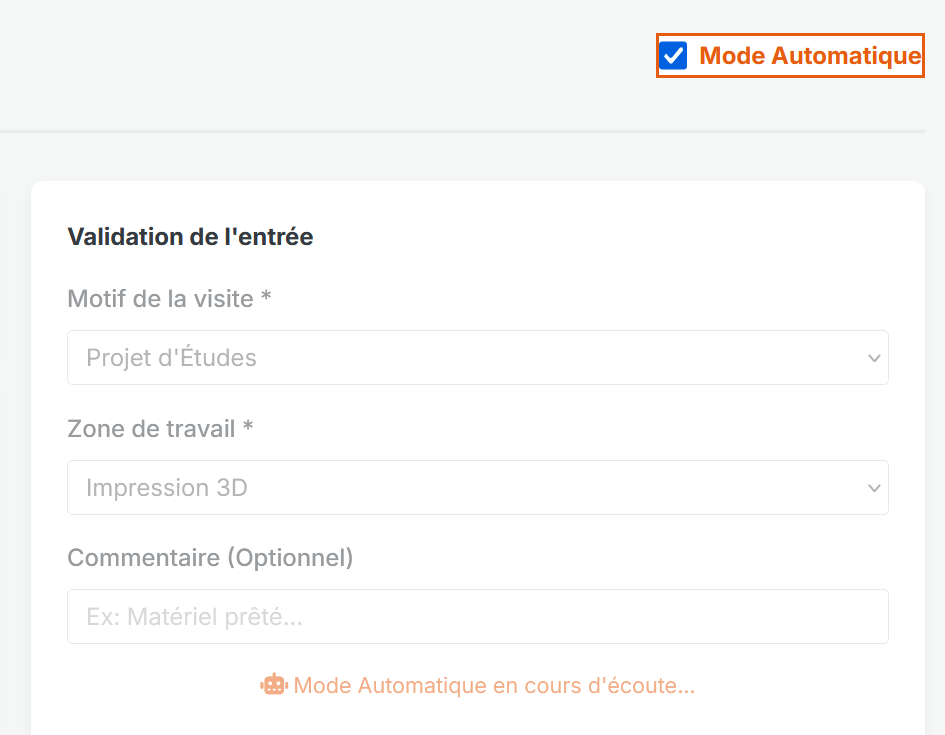 Mode Automatique
Validation de l'entrée
Motif de la visite *
Projet d'Études
Zone de travail *
Impression 3D
Commentaire (Optionnel)
Ex: Matériel prêté...
Mode Automatique en cours d'écoute...